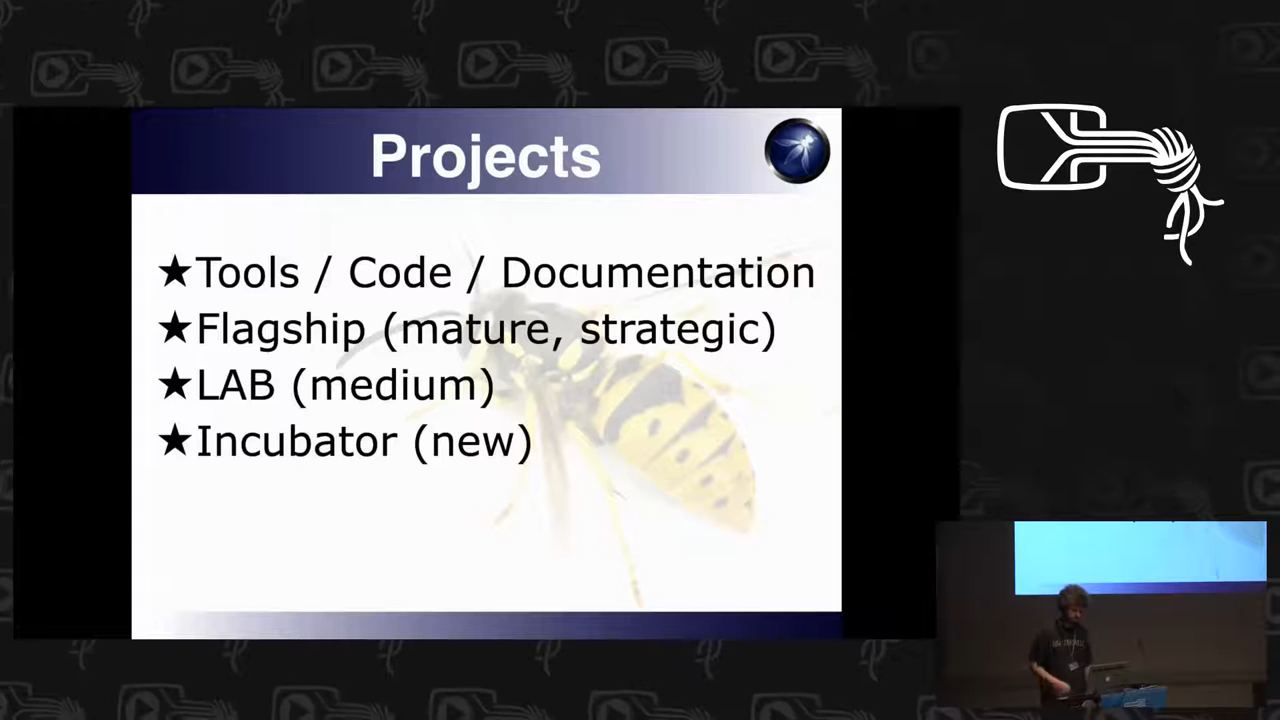 Projects
★Tools / Code / Documentation
★Flagship (mature, strategic)
★LAB (medium)
★Incubator (new)